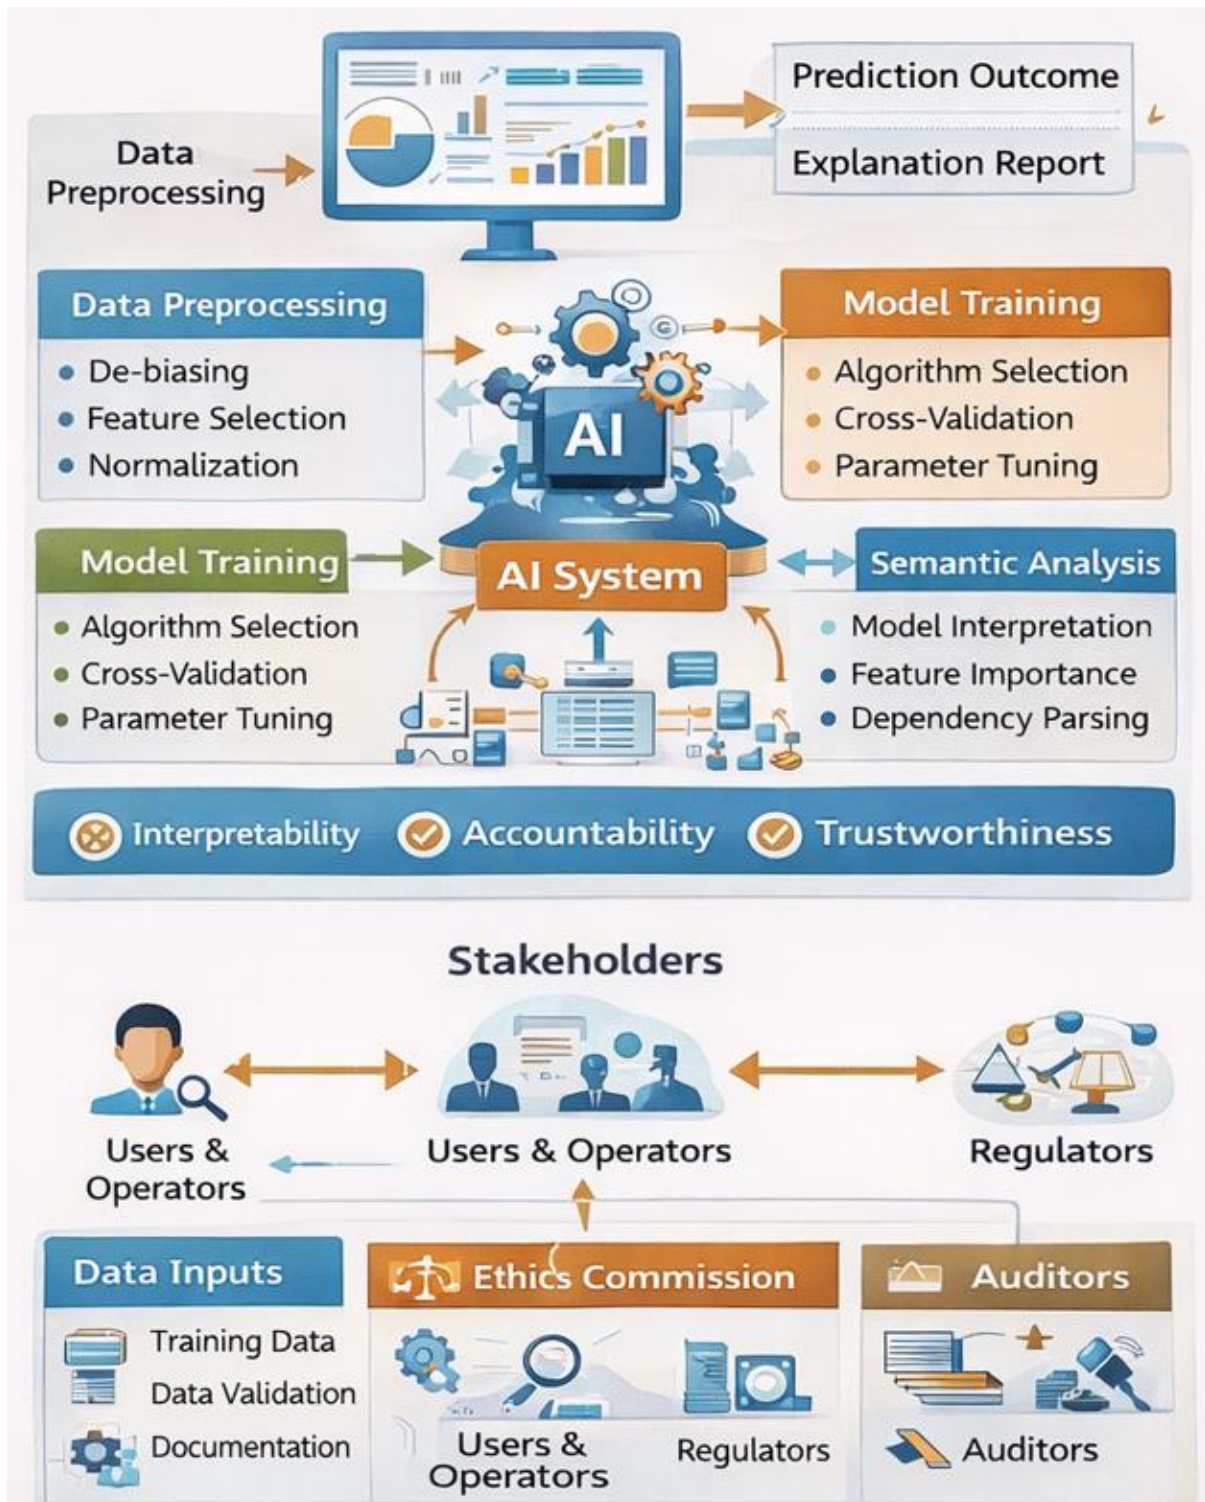 Prediction Outcome
Explanation Report
Data
Preprocessing
Data Preprocessing
De-biasing
Feature Selection
Normalization
Model Training
Algorithm Selection
Cross-Validation
Parameter Tuning
AI
AI System
Model Training
Algorithm Selection
Cross-Validation
Parameter Tuning
Semantic Analysis
Model Interpretation
Feature Importance
Dependency Parsing
Interpretability
Accountability
Trustworthiness
Stakeholders
Users &
Operators
Users & Operators
Regulators
Data Inputs
Training Data
Data Validation
Documentation
Ethics Commission
Users &
Operators
Regulators
Auditors
Auditors